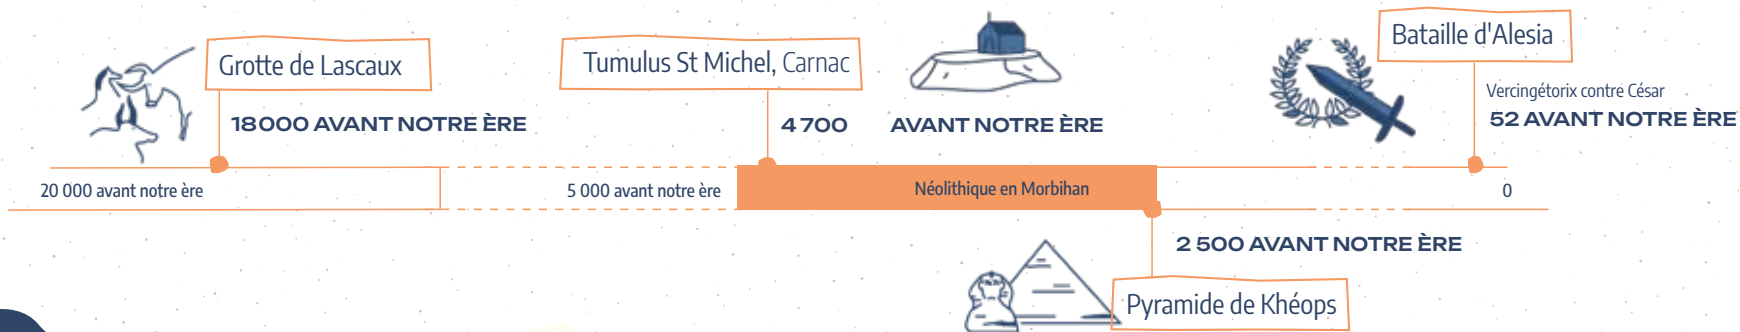 Grotte de Lascaux
18000 AVANT NOTRE ÈRE
Tumulus St Michel, Carnac
4700 AVANT NOTRE ÈRE
Bataille d'Alesia
Vercingétorix contre César
52 AVANT NOTRE ÈRE
20 000 avant notre ère
5 000 avant notre ère
Néolithique en Morbihan
0
2 500 AVANT NOTRE ÈRE
Pyramide de Khéops